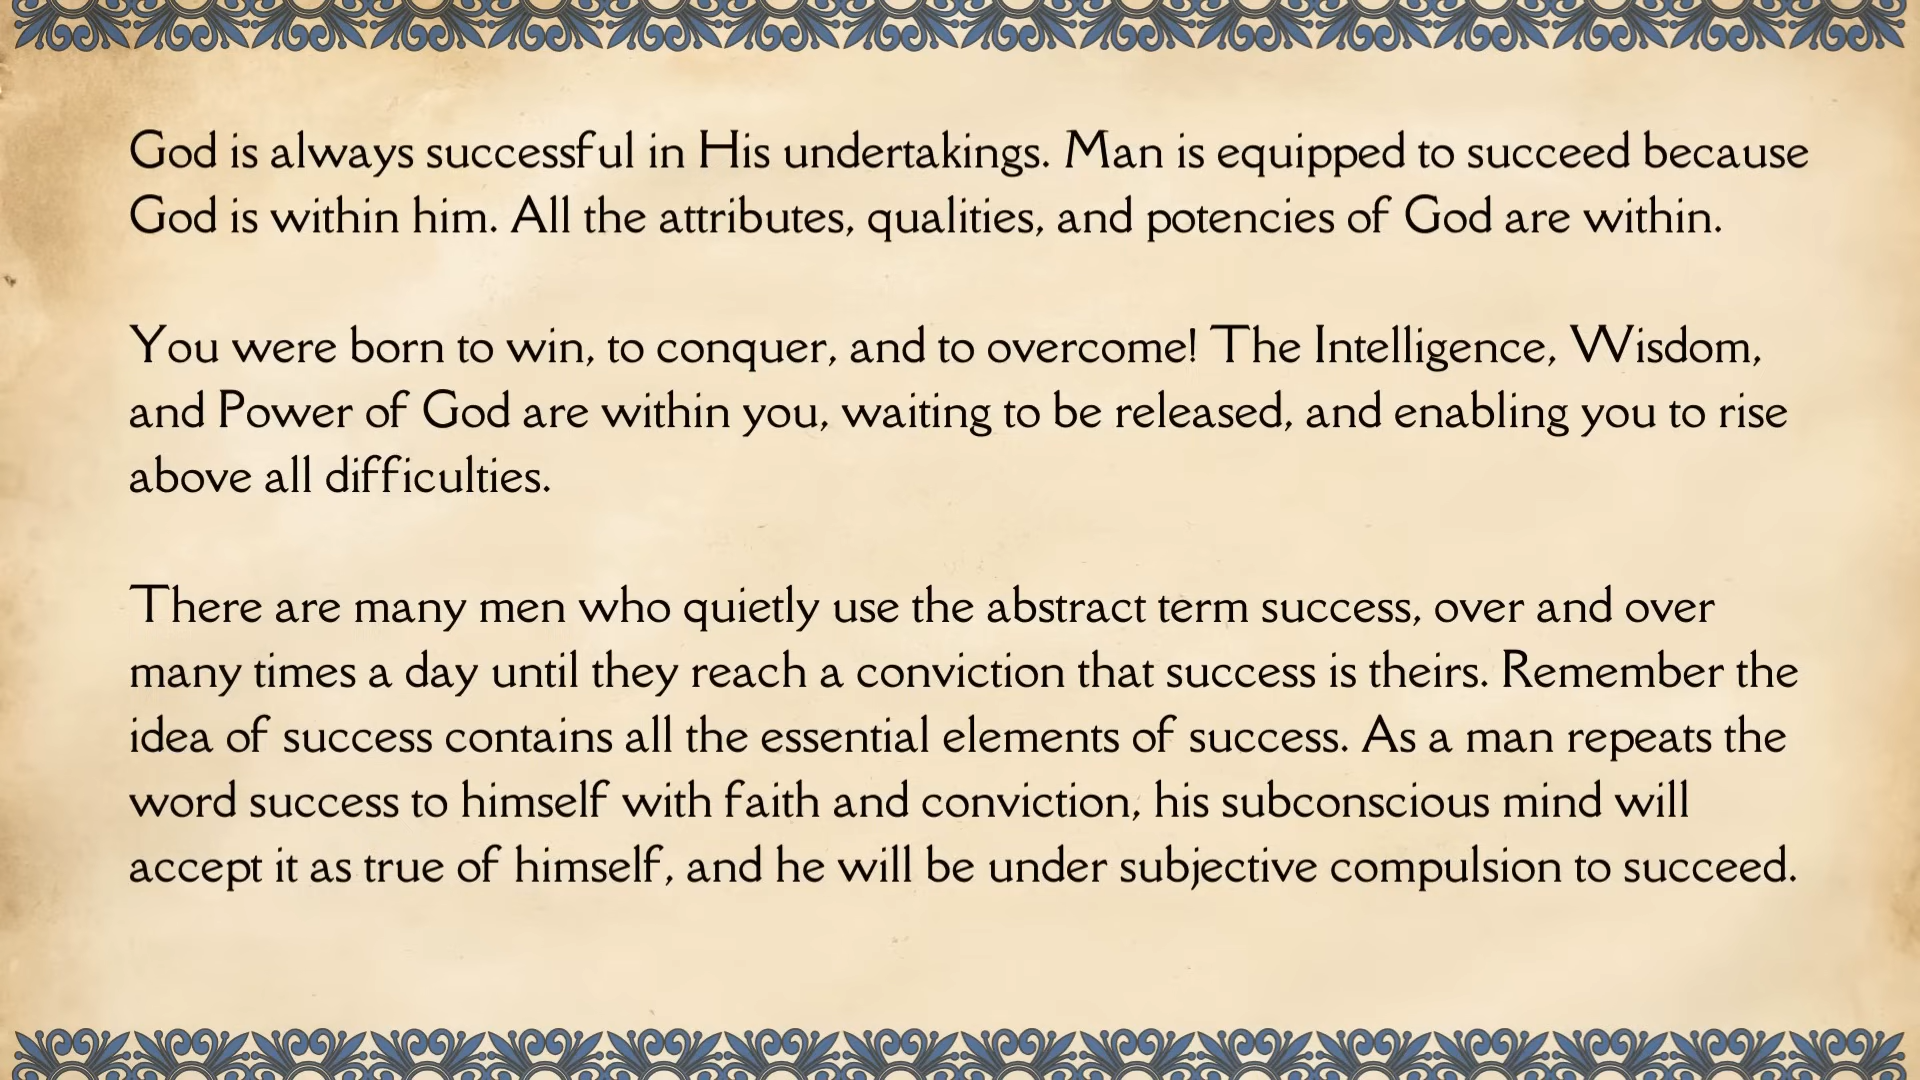 God is always successful in His undertakings. Man is equipped to succeed because
God is within him. All the attributes, qualities, and potencies of God are within.
You were born to win, to conquer, and to overcome! The Intelligence, Wisdom,
and Power of God are within you, waiting to be released, and enabling you to rise
above all difficulties.
There are many men who quietly use the abstract term success, over and over
many times a day until they reach a conviction that success is theirs. Remember the
idea of success contains all the essential elements of success. As a man repeats the
word success to himself with faith and conviction, his subconscious mind will
accept it as true of himself, and he will be under subjective compulsion to succeed.